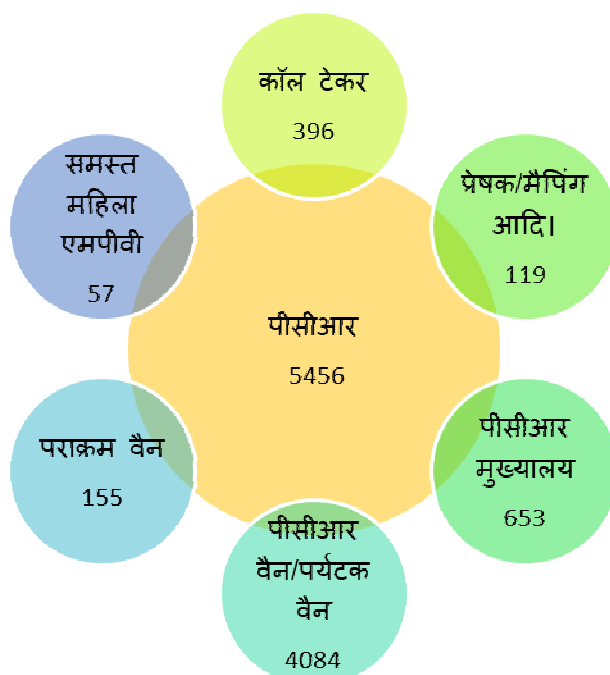 कॉल टेकर
396
प्रेषक/मैपिंग
आदि।
119
पीसीआर
मुख्यालय
653
पीसीआर
वैन/पर्यटक
वैन
4084
पराक्रम वैन
155
समस्त
महिला
एमपीवी
57
पीसीआर
5456